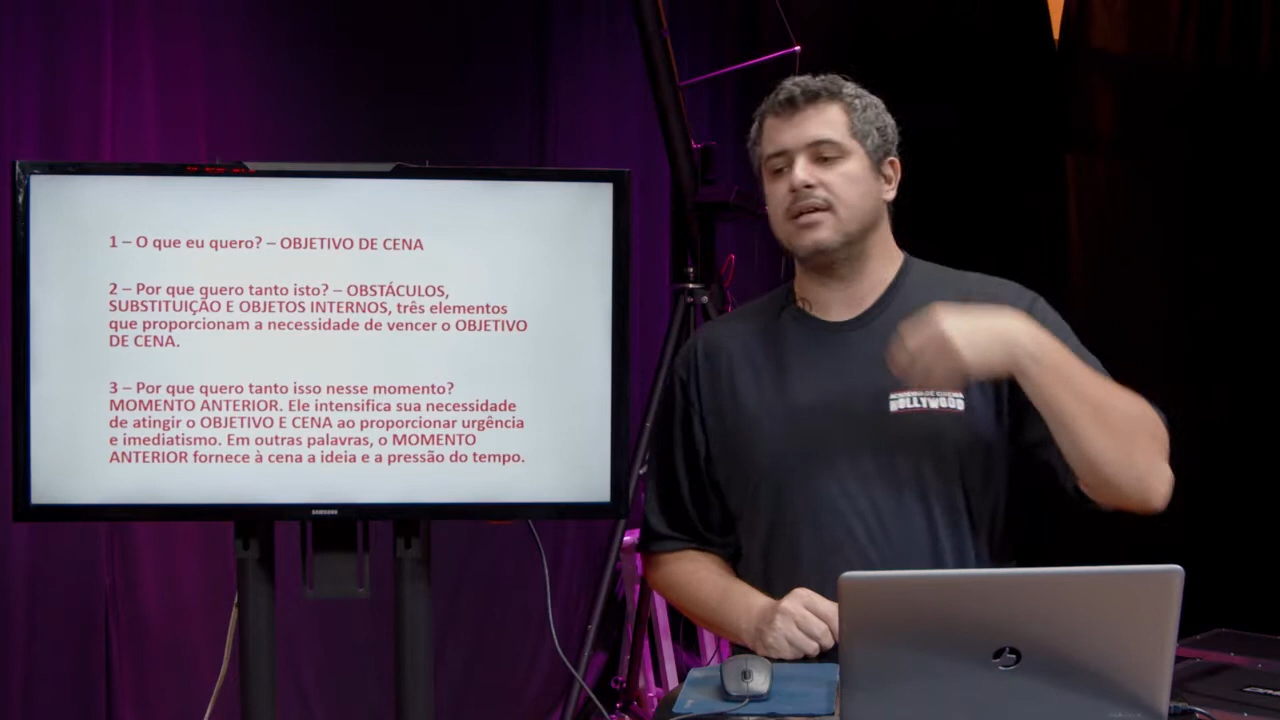 1 – O que eu quero? – OBJETIVO DE CENA
2 – Por que quero tanto isto? – OBSTÁCULOS,
SUBSTITUIÇÃO E OBJETOS INTERNOS, três elementos
que proporcionam a necessidade de vencer o OBJETIVO
DE CENA.
3 – Por que quero tanto isso nesse momento?
MOMENTO ANTERIOR. Ele intensifica sua necessidade
de atingir o OBJETIVO E CENA ao proporcionar urgência
e imediatismo. Em outras palavras, o MOMENTO
ANTERIOR fornece à cena a ideia e a pressão do tempo.
SAMSUNG
ACADEMIA DE CINEMA
HOLLYWOOD